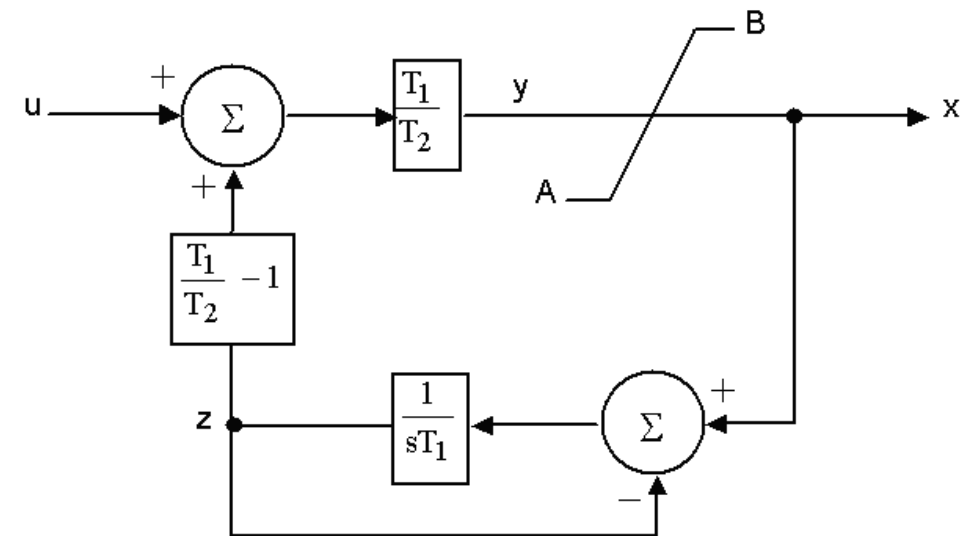 B
+
T₁
T₂
y
u
Σ
x
+
A
T₁
T₂
− 1
1
sT₁
+
z
Σ
−